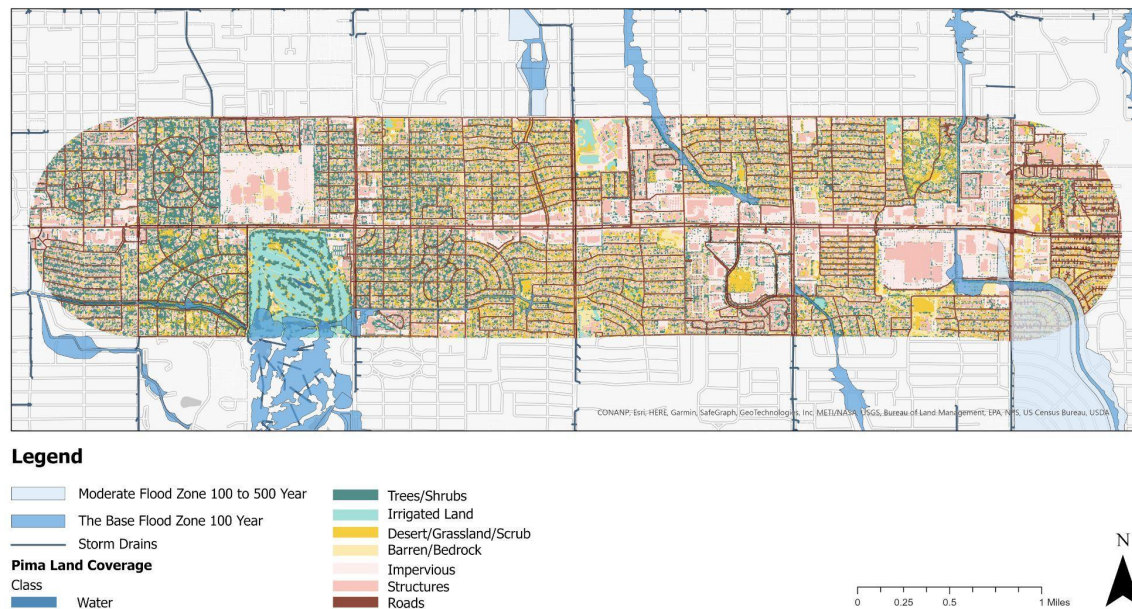 CONANP, Esri, HERE, Garmin, SafeGraph, GeoTechnologies, Inc, METI/NASA, USGS, Bureau of Land Management, EPA, NPS, US Census Bureau, USDA
Legend
Moderate Flood Zone 100 to 500 Year
The Base Flood Zone 100 Year
Storm Drains
Pima Land Coverage
Class
Water
Trees/Shrubs
Irrigated Land
Desert/Grassland/Scrub
Barren/Bedrock
Impervious
Structures
Roads
N
0 0.25 0.5 1 Miles